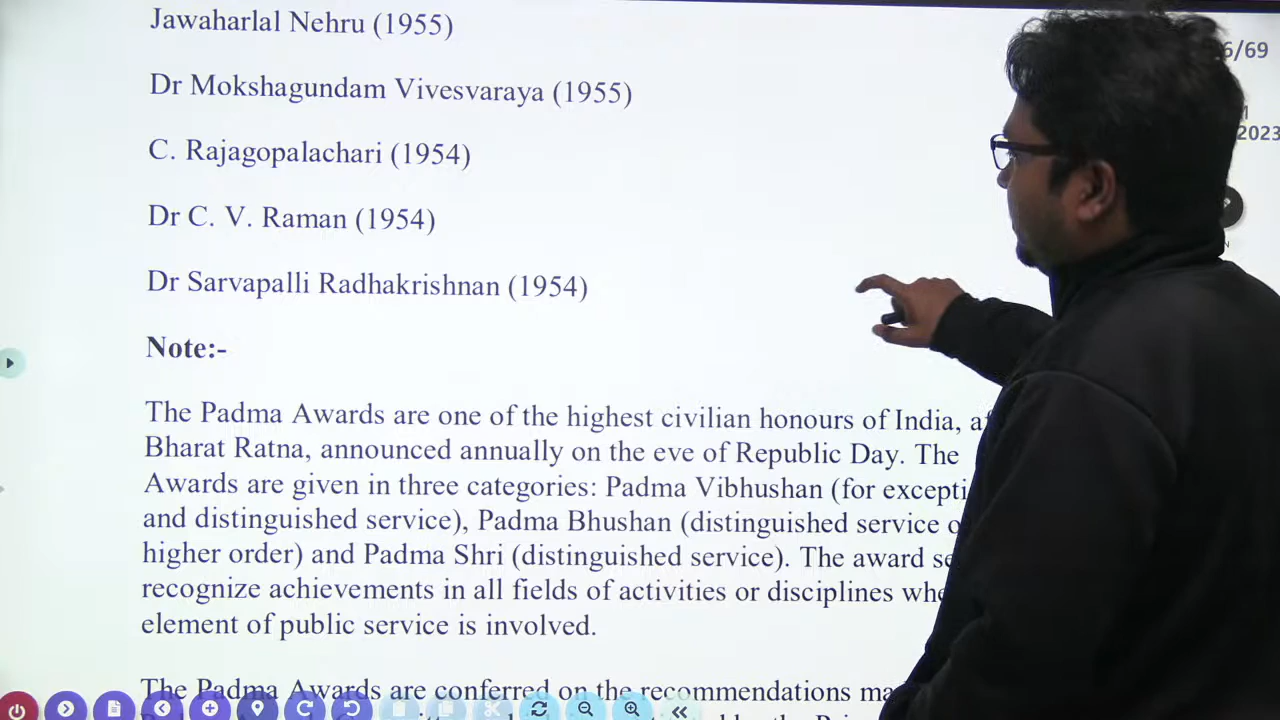 Jawaharlal Nehru (1955)
6/69
Dr Mokshagundam Vivesvaraya (1955)
2023
C. Rajagopalachari (1954)
Dr C. V. Raman (1954)
Dr Sarvapalli Radhakrishnan (1954)
Note:-
The Padma Awards are one of the highest civilian honours of India,
Bharat Ratna, announced annually on the eve of Republic Day. The
Awards are given in three categories: Padma Vibhushan (for
and distinguished service), Padma Bhushan (distinguished service
higher order) and Padma Shri (distinguished service). The award
recognize achievements in all fields of activities or disciplines
element of public service is involved.
The Padma Awards are conferred on the recommendations